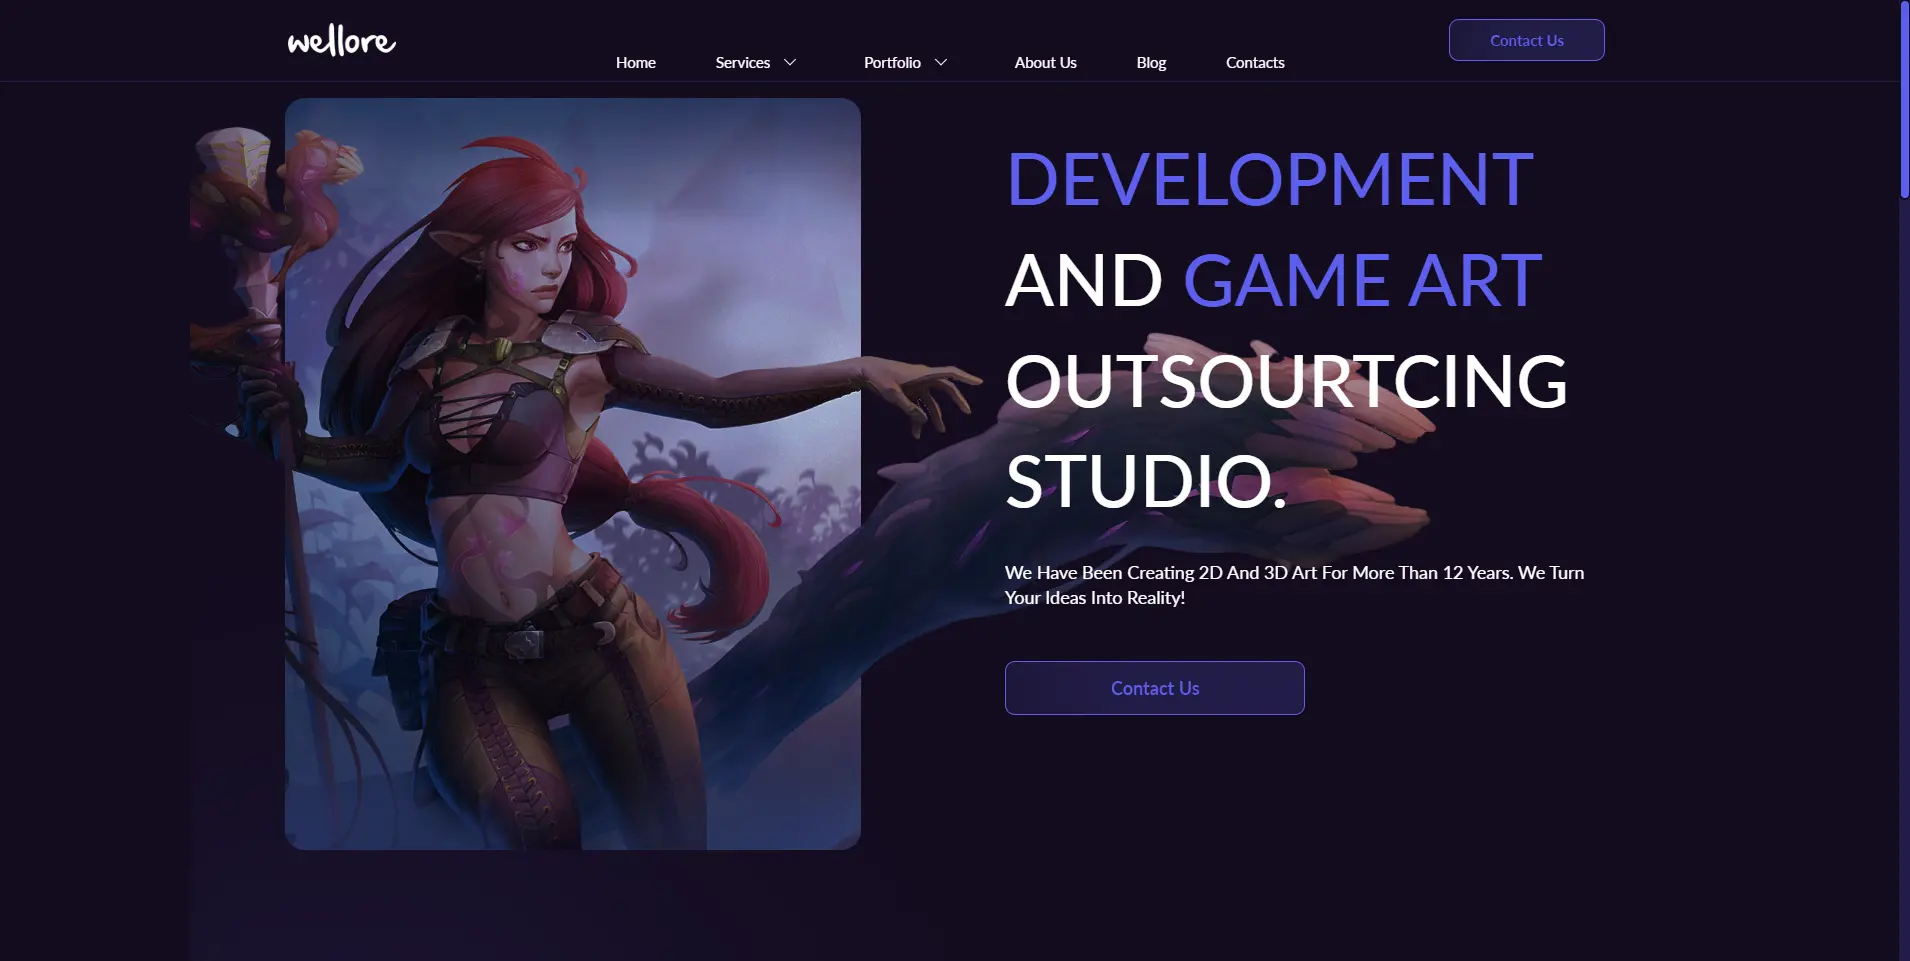 wellore
Home Services Portfolio About Us Blog Contacts
Contact Us
DEVELOPMENT
AND GAME ART
OUTSOURTCING
STUDIO.
We Have Been Creating 2D And 3D Art For More Than 12 Years. We Turn
Your Ideas Into Reality!
Contact Us